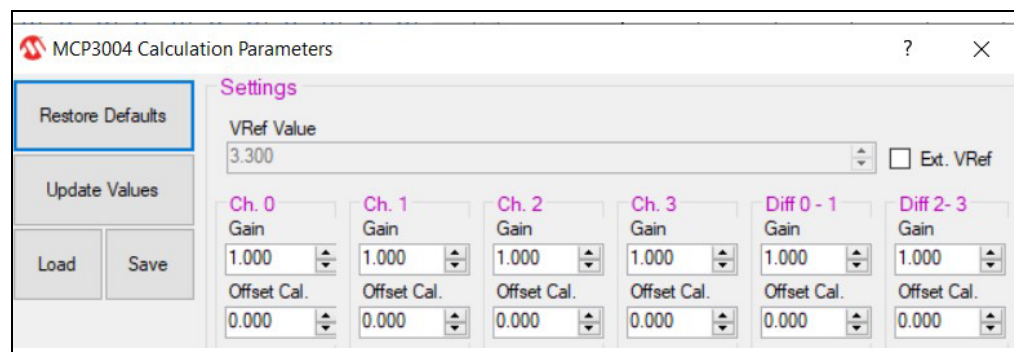 MCP3004 Calculation Parameters ? ×
Restore Defaults
Update Values
Load Save
Settings
VRef Value
3.300 Ext. VRef
Ch. 0 Ch. 1 Ch. 2 Ch. 3 Diff 0 - 1 Diff 2- 3
Gain Gain Gain Gain Gain Gain
1.000 1.000 1.000 1.000 1.000 1.000
Offset Cal. Offset Cal. Offset Cal. Offset Cal. Offset Cal. Offset Cal.
0.000 0.000 0.000 0.000 0.000 0.000